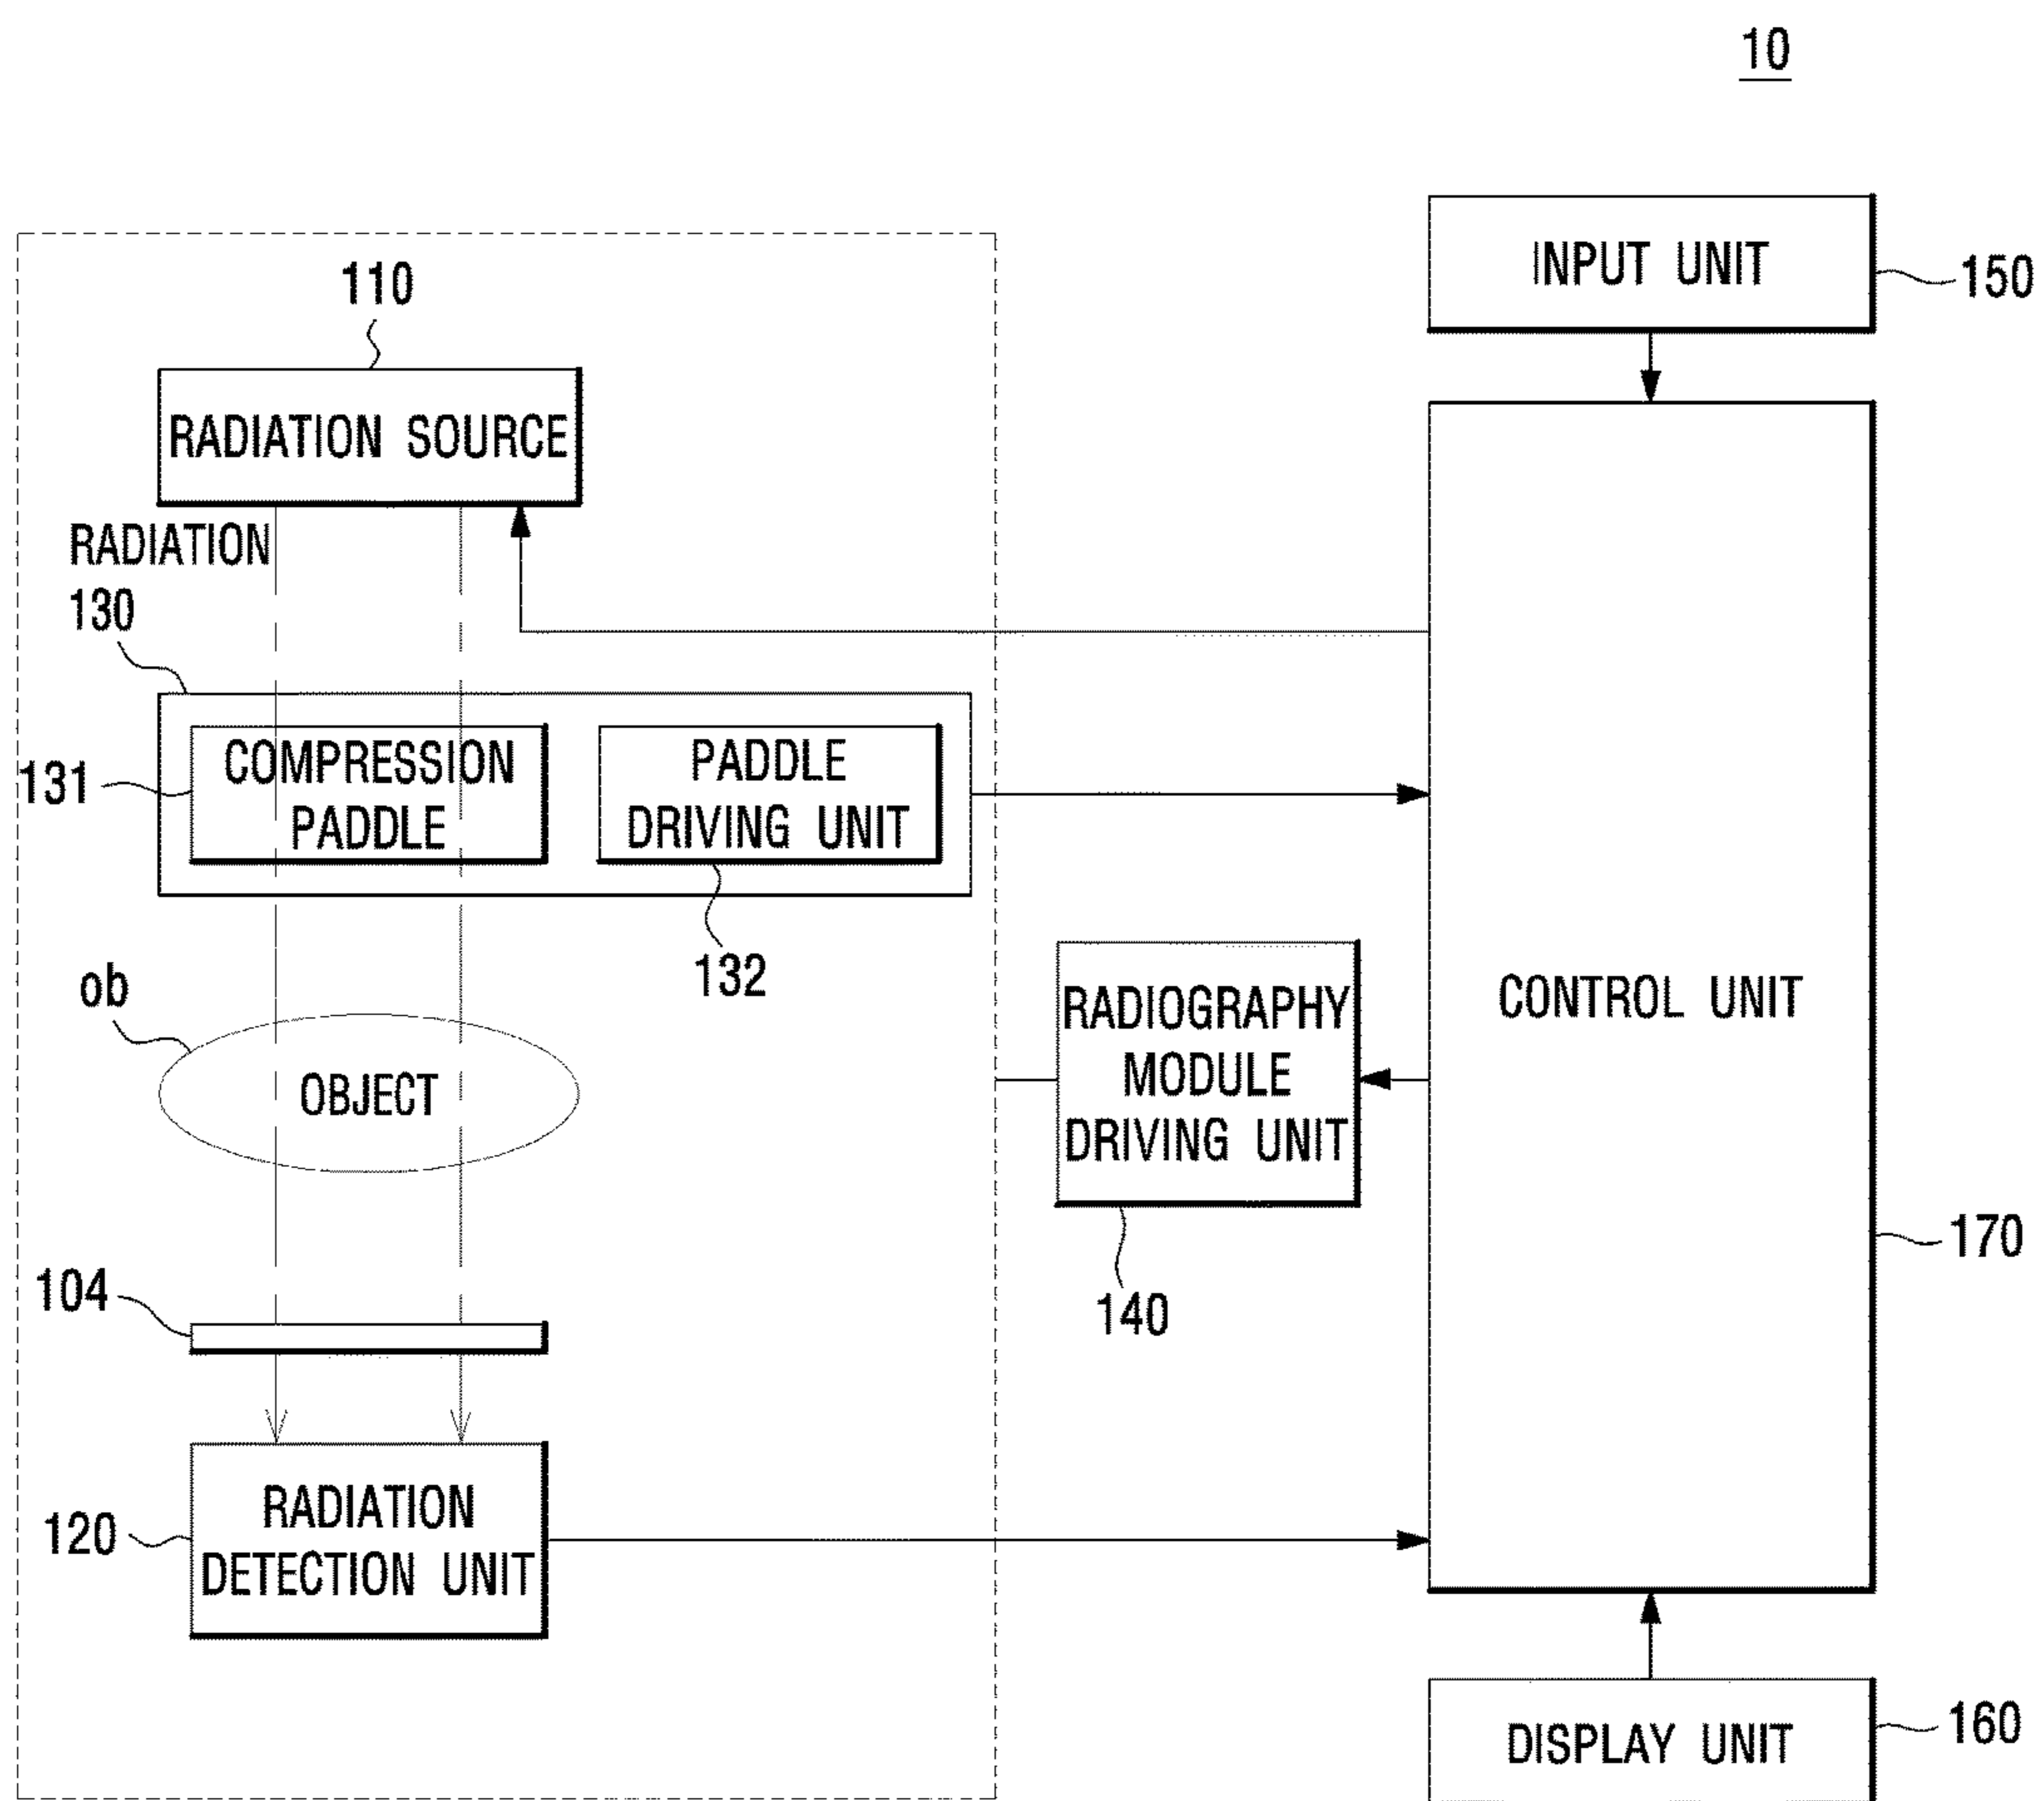 10
INPUT UNIT
150
110
RADIATION SOURCE
RADIATION
130
131
COMPRESSION
PADDLE
PADDLE
DRIVING UNIT
132
ob
OBJECT
RADIOGRAPHY
MODULE
DRIVING UNIT
140
CONTROL UNIT
170
104
120
RADIATION
DETECTION UNIT
DISPLAY UNIT
160